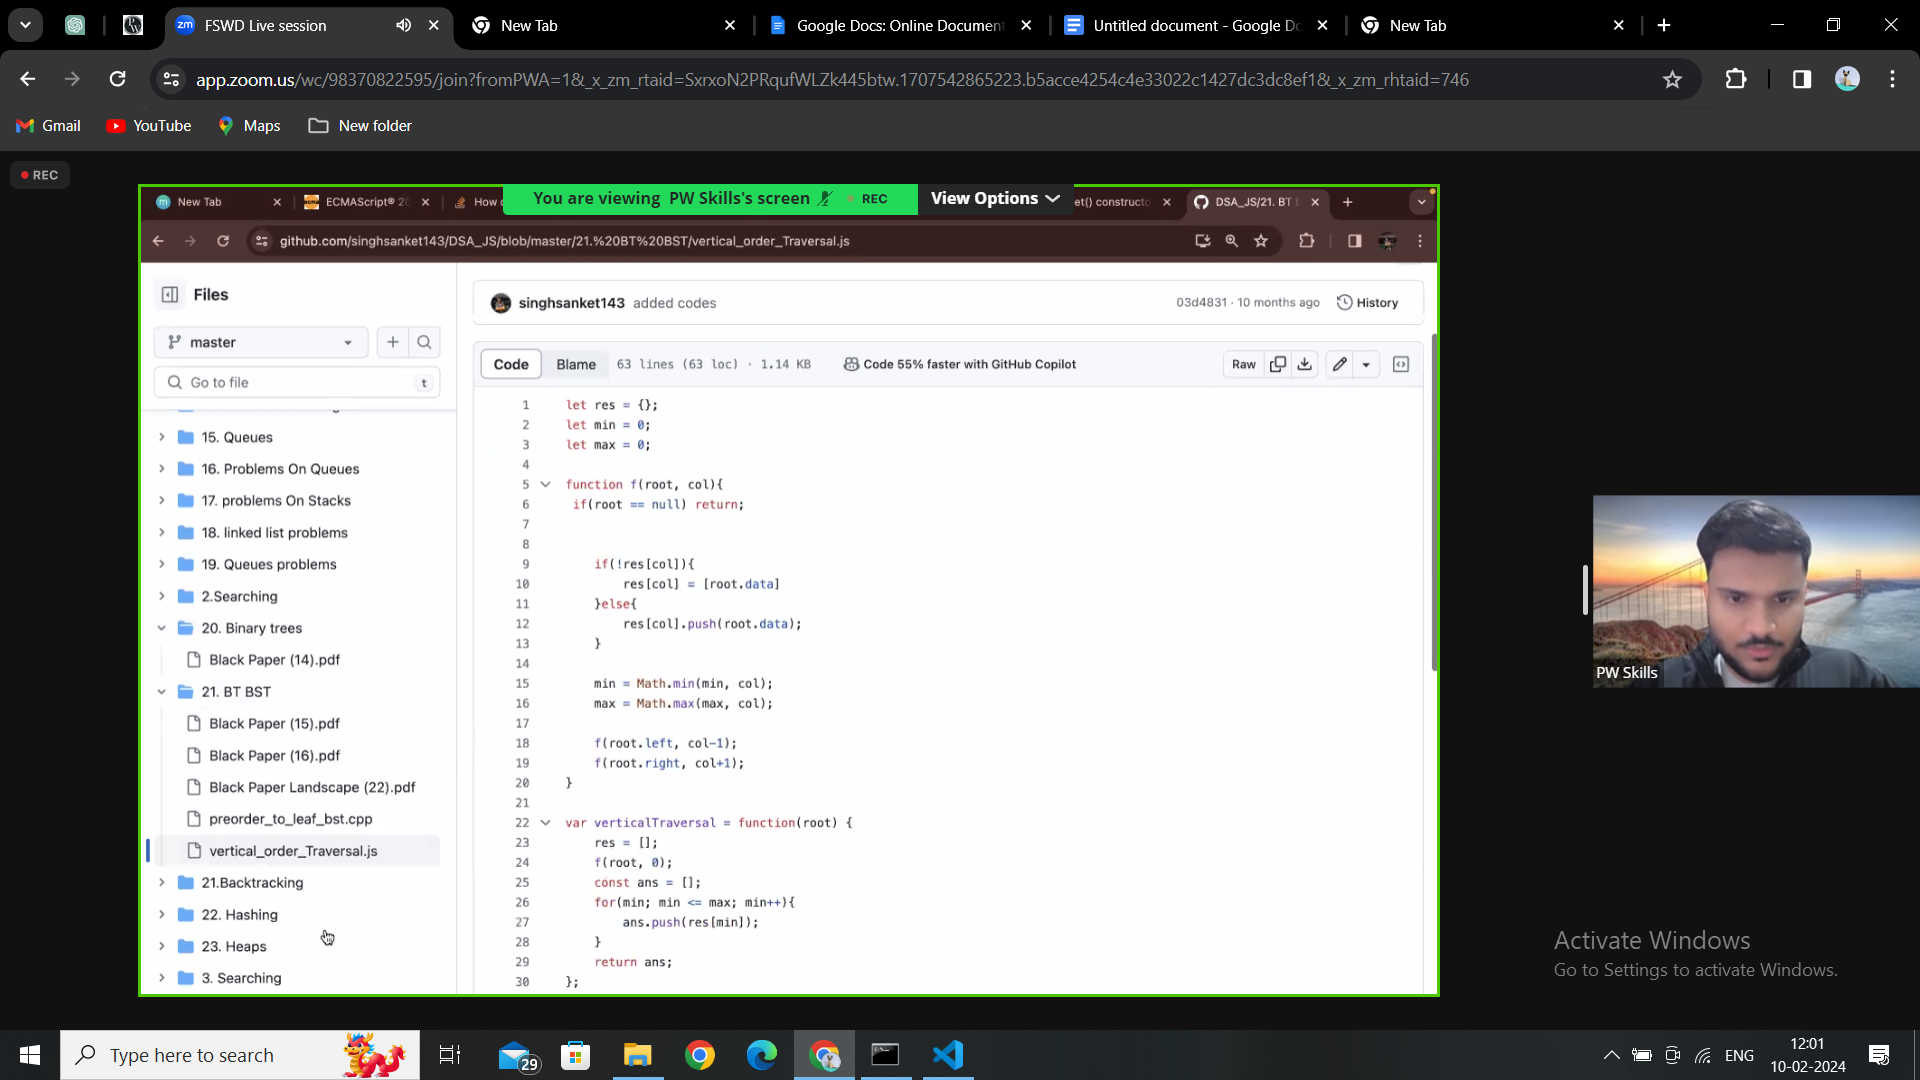 FSWD Live session
New Tab
Google Docs: Online Documen
Untitled document - Google Do
New Tab
app.zoom.us/wc/98370822595/join?fromPWA=1&_x_zm_rtaid=SxrxoN2PRqufWLZk445btw.1707542865223.b5acce4254c4e33022c1427dc3dc8ef1&_x_zm_rhtaid=746
Gmail
YouTube
Maps
New folder
REC
New Tab
ECMAScript® 20
How
You are viewing PW Skills's screen
REC
View Options
et() constructo
DSA_JS/21. BT
github.com/singhsanket143/DSA_JS/blob/master/21.%20BT%20BST/vertical_order_Traversal.js
Files
master
Go to file
t
15. Queues
16. Problems On Queues
17. problems On Stacks
18. linked list problems
19. Queues problems
2.Searching
20. Binary trees
Black Paper (14).pdf
21. BT BST
Black Paper (15).pdf
Black Paper (16).pdf
Black Paper Landscape (22).pdf
preorder_to_leaf_bst.cpp
vertical_order_Traversal.js
21.Backtracking
22. Hashing
23. Heaps
3. Searching
singhsanket143 added codes
03d4831 · 10 months ago
History
Code
Blame
63 lines (63 loc) · 1.14 KB
Code 55% faster with GitHub Copilot
Raw
1 let res = {};
2 let min = 0;
3 let max = 0;
4
5 function f(root, col){
6 if(root == null) return;
7
8
9 if(!res[col]){
10 res[col] = [root.data]
11 }else{
12 res[col].push(root.data);
13 }
14
15 min = Math.min(min, col);
16 max = Math.max(max, col);
17
18 f(root.left, col-1);
19 f(root.right, col+1);
20 }
21
22 var verticalTraversal = function(root) {
23 res = [];
24 f(root, 0);
25 const ans = [];
26 for(min; min <= max; min++){
27 ans.push(res[min]);
28 }
29 return ans;
30 };
PW Skills
Activate Windows
Go to Settings to activate Windows.
Type here to search
29
ENG
12:01
10-02-2024